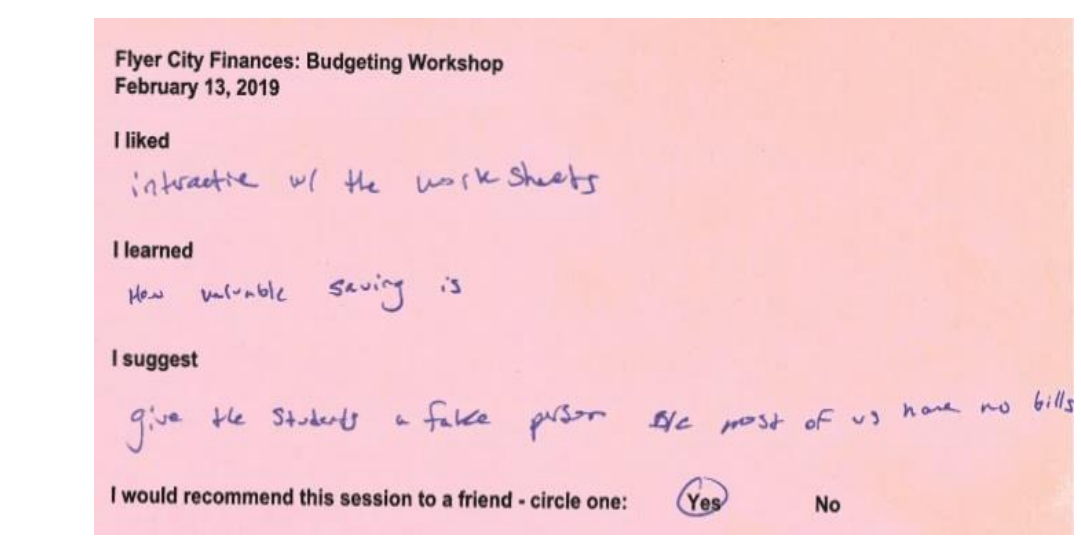 Flyer City Finances: Budgeting Workshop
February 13, 2019
I liked
interactie w/ the work sheets
I learned
How valuable saving is
I suggest
give the students a fake person b/c most of us have no bills
I would recommend this session to a friend - circle one: Yes No